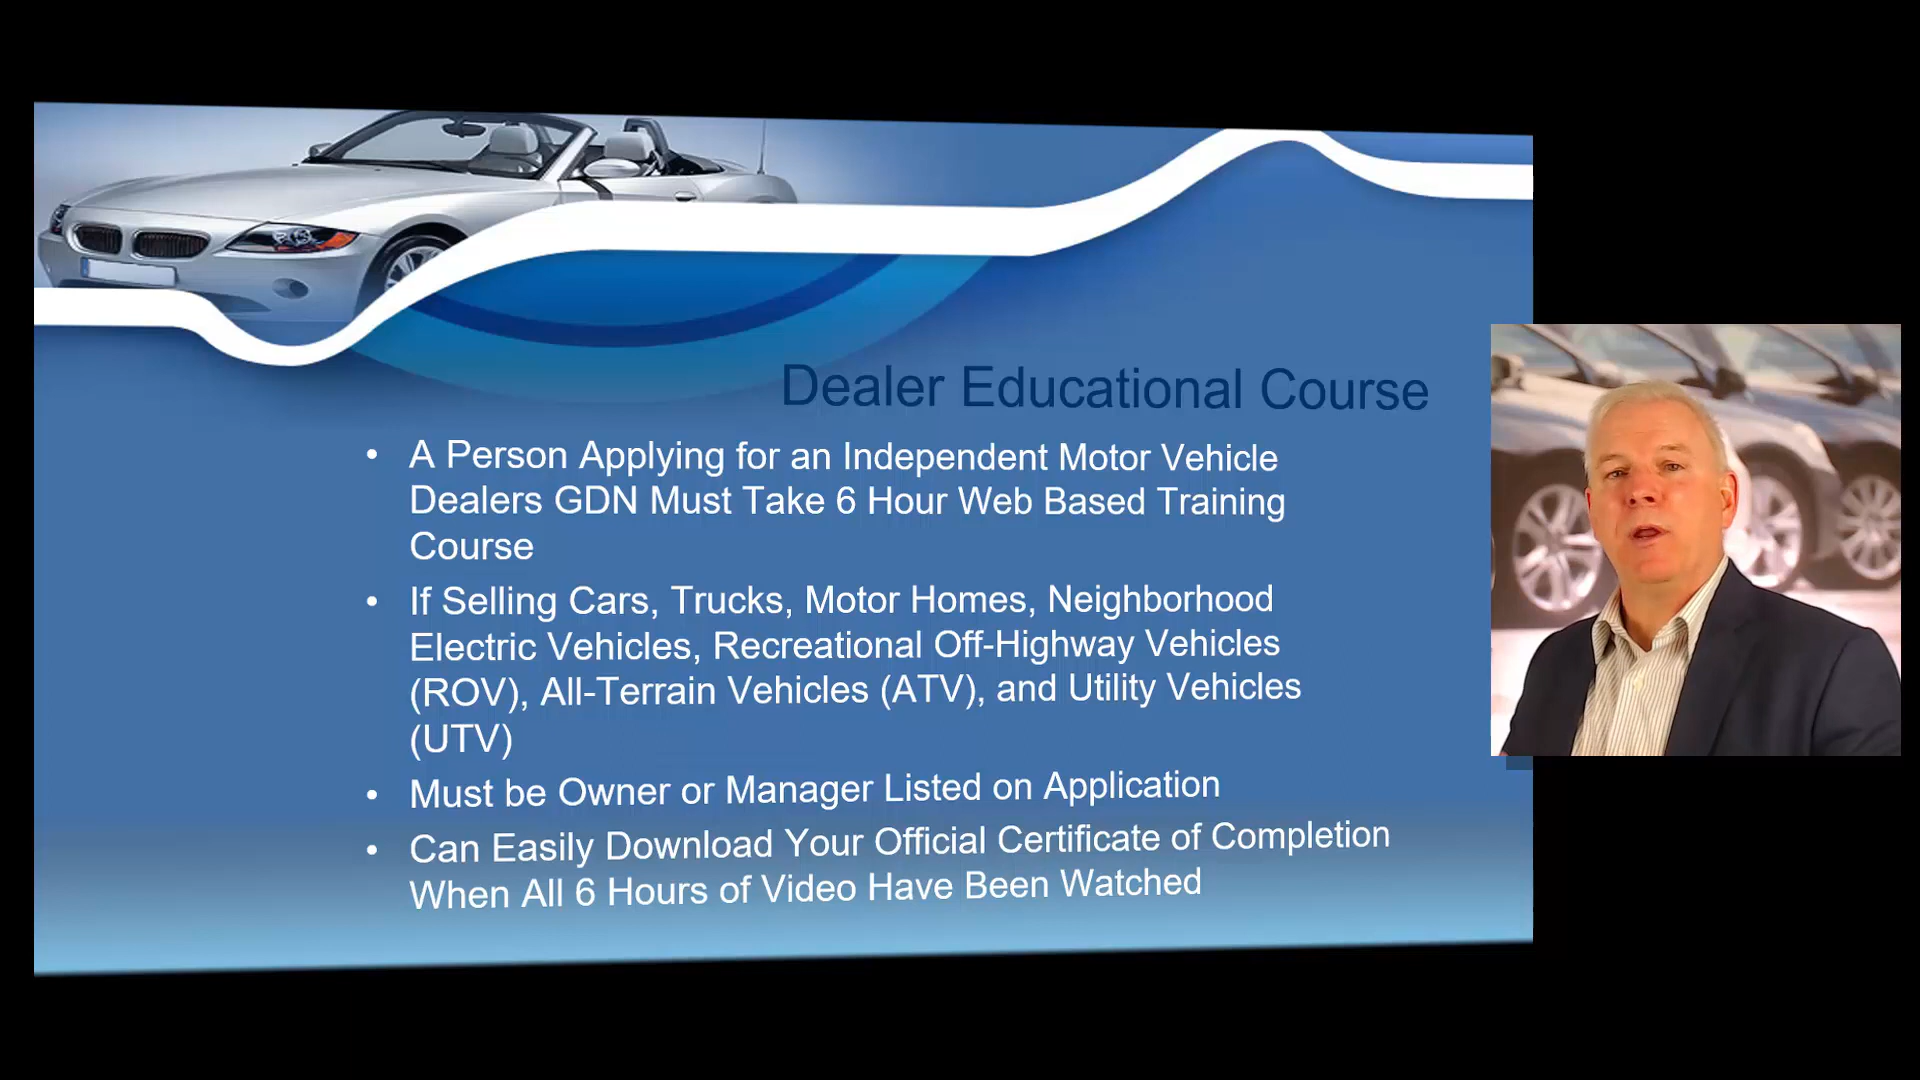 Dealer Educational Course
• A Person Applying for an Independent Motor Vehicle
Dealers GDN Must Take 6 Hour Web Based Training
Course
• If Selling Cars, Trucks, Motor Homes, Neighborhood
Electric Vehicles, Recreational Off-Highway Vehicles
(ROV), All-Terrain Vehicles (ATV), and Utility Vehicles
(UTV)
• Must be Owner or Manager Listed on Application
• Can Easily Download Your Official Certificate of Completion
When All 6 Hours of Video Have Been Watched